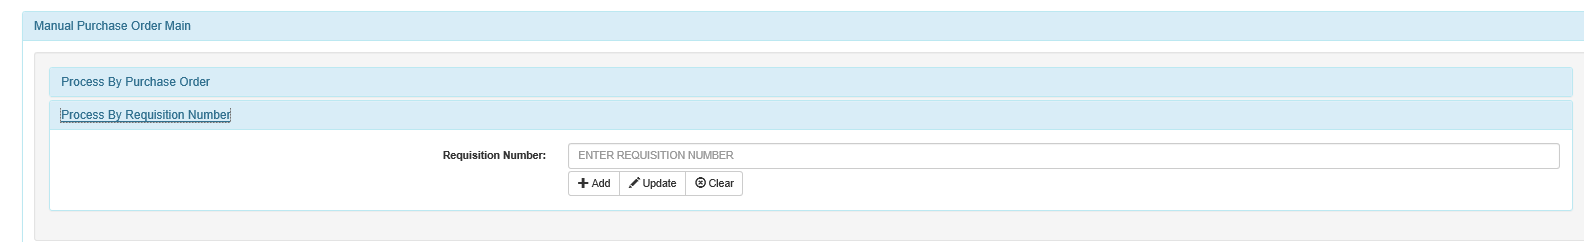 Manual Purchase Order Main
Process By Purchase Order
Process By Requisition Number
Requisition Number: ENTER REQUISITION NUMBER
Add Update Clear